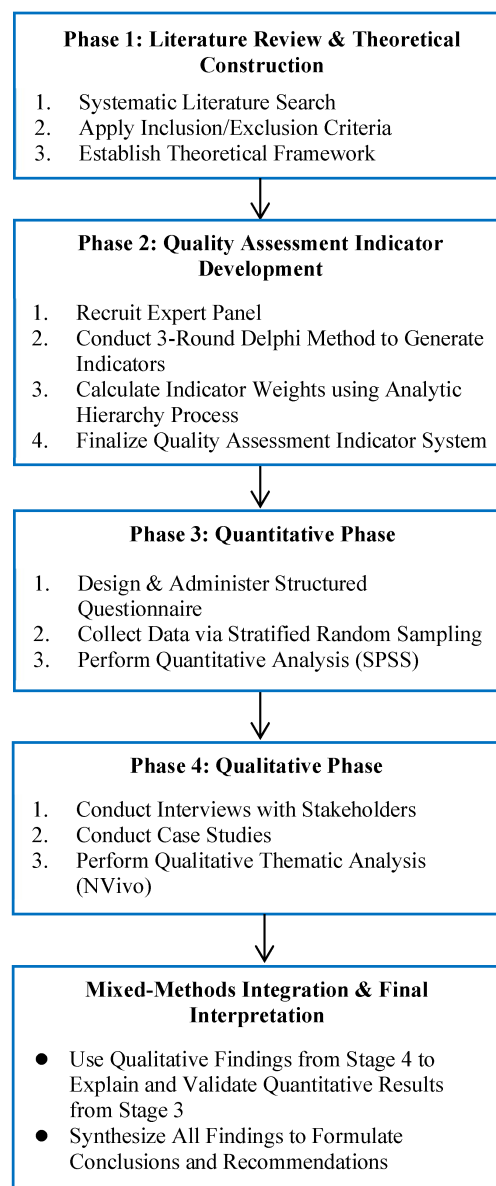 Phase 1: Literature Review & Theoretical
Construction
1. Systematic Literature Search
2. Apply Inclusion/Exclusion Criteria
3. Establish Theoretical Framework
Phase 2: Quality Assessment Indicator
Development
1. Recruit Expert Panel
2. Conduct 3-Round Delphi Method to Generate
Indicators
3. Calculate Indicator Weights using Analytic
Hierarchy Process
4. Finalize Quality Assessment Indicator System
Phase 3: Quantitative Phase
1. Design & Administer Structured
Questionnaire
2. Collect Data via Stratified Random Sampling
3. Perform Quantitative Analysis (SPSS)
Phase 4: Qualitative Phase
1. Conduct Interviews with Stakeholders
2. Conduct Case Studies
3. Perform Qualitative Thematic Analysis
(NVivo)
Mixed-Methods Integration & Final
Interpretation
● Use Qualitative Findings from Stage 4 to
Explain and Validate Quantitative Results
from Stage 3
● Synthesize All Findings to Formulate
Conclusions and Recommendations